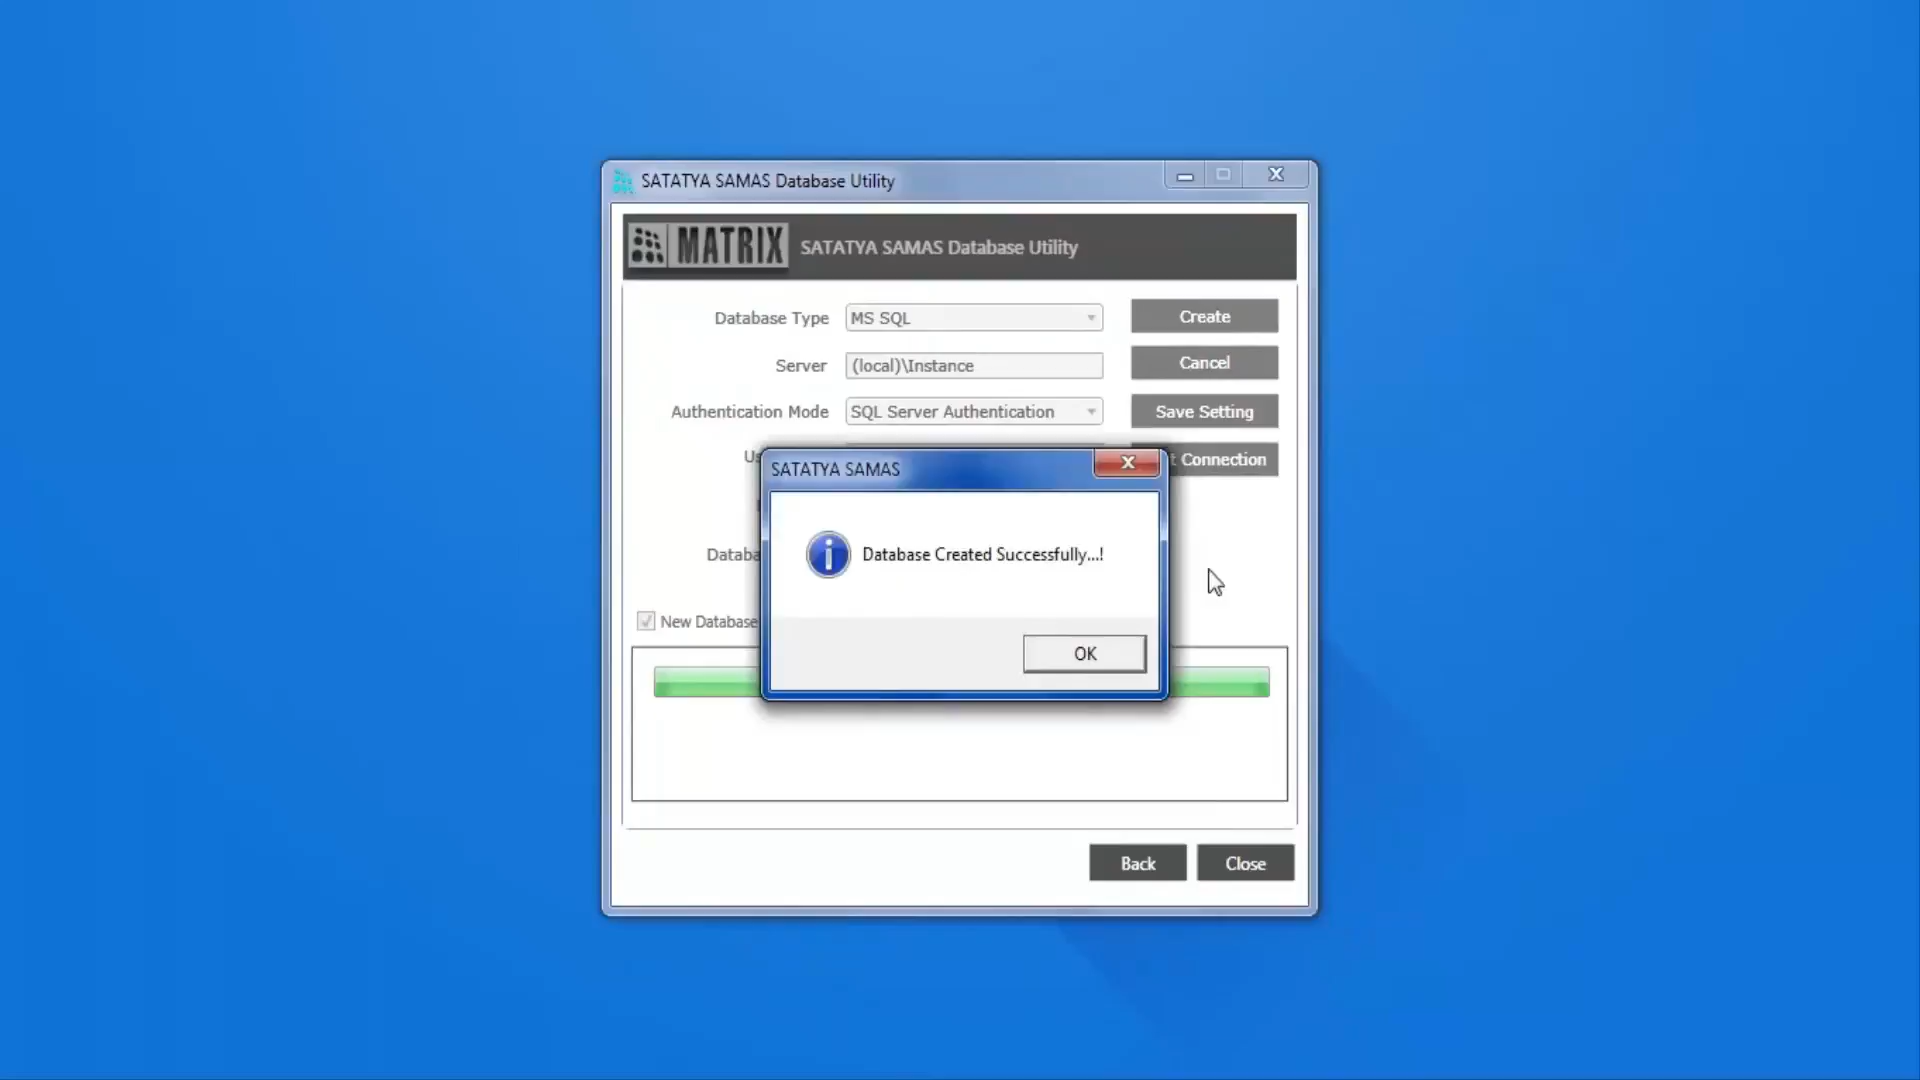 SATATYA SAMAS Database Utility
MATRIX SATATYA SAMAS Database Utility
Database Type MS SQL Create
Server (local)\Instance Cancel
Authentication Mode SQL Server Authentication Save Setting
Connection
SATATYA SAMAS
Database Created Successfully...!
New Database
OK
Back Close